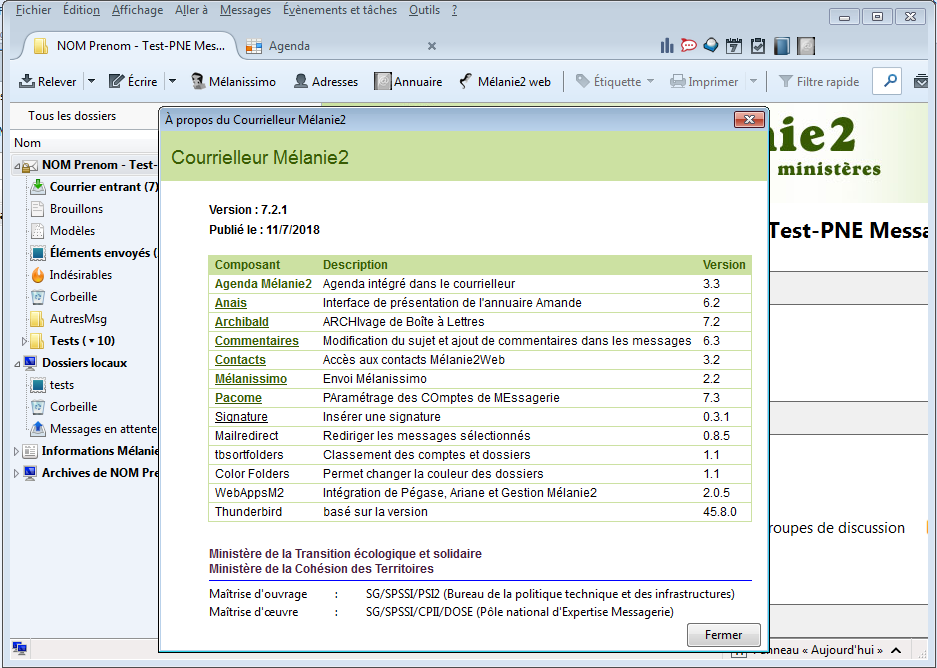 Fichier Édition Affichage Aller à Messages Évènements et tâches Outils ?
NOM Prenom - Test-PNE Mes... Agenda
Relever Écrire Mélanissimo Adresses Annuaire Mélanie2 web Étiquette Imprimer Filtre rapide
Tous les dossiers
Nom
NOM Prenom - Test-
Courrier entrant (7)
Brouillons
Modèles
Éléments envoyés (
Indésirables
Corbeille
AutresMsg
Tests ( • 10)
Dossiers locaux
tests
Corbeille
Messages en attente
Informations Mélanie
Archives de NOM Pre
À propos du Courrielleur Mélanie2
Courrielleur Mélanie2
Version : 7.2.1
Publié le : 11/7/2018
Composant Description Version
Agenda Mélanie2 Agenda intégré dans le courrielleur 3.3
Anais Interface de présentation de l'annuaire Amande 6.2
Archibald ARCHIvage de Boîte à Lettres 7.2
Commentaires Modification du sujet et ajout de commentaires dans les messages 6.3
Contacts Accès aux contacts Mélanie2Web 3.2
Mélanissimo Envoi Mélanissimo 2.2
Pacome PAramétrage des COmptes de MEssagerie 7.3
Signature Insérer une signature 0.3.1
Mailredirect Rediriger les messages sélectionnés 0.8.5
tbsortfolders Classement des comptes et dossiers 1.1
Color Folders Permet changer la couleur des dossiers 1.1
WebAppsM2 Intégration de Pégase, Ariane et Gestion Mélanie2 2.0.5
Thunderbird basé sur la version 45.8.0
Ministère de la Transition écologique et solidaire
Ministère de la Cohésion des Territoires
Maîtrise d'ouvrage : SG/SPSSI/PSI2 (Bureau de la politique technique et des infrastructures)
Maîtrise d'œuvre : SG/SPSSI/CPII/DOSE (Pôle national d'Expertise Messagerie)
Fermer
nie2
ministères
Test-PNE Messa
roupes de discussion
nneau « Aujourd'hui »